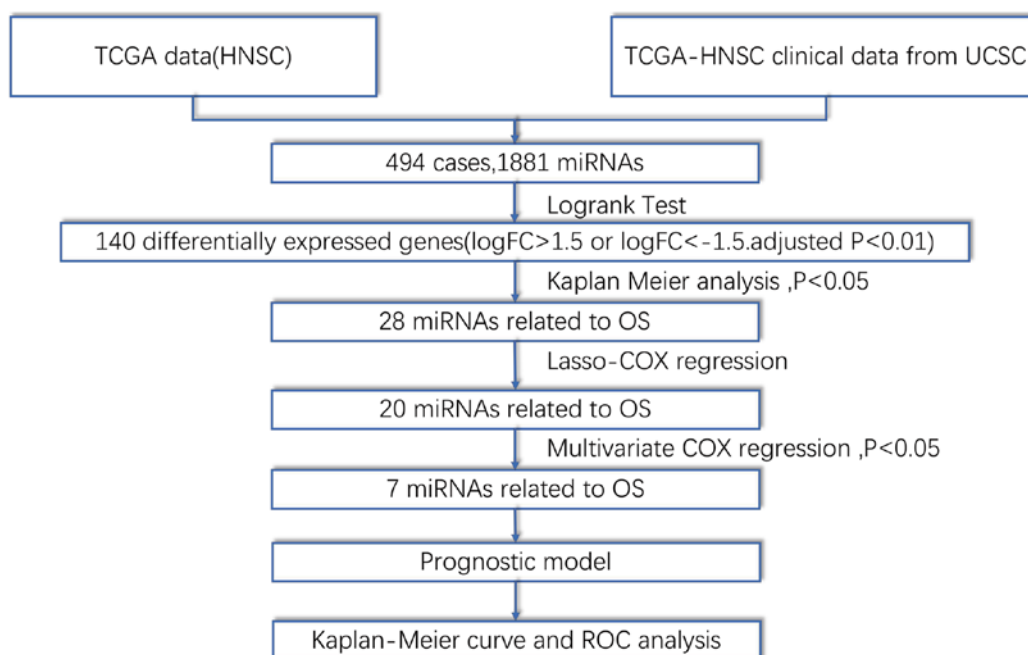 TCGA data(HNSC)
TCGA-HNSC clinical data from UCSC
494 cases,1881 miRNAs
Logrank Test
140 differentially expressed genes(logFC>1.5 or logFC<-1.5.adjusted P<0.01)
Kaplan Meier analysis ,P<0.05
28 miRNAs related to OS
Lasso-COX regression
20 miRNAs related to OS
Multivariate COX regression ,P<0.05
7 miRNAs related to OS
Prognostic model
Kaplan-Meier curve and ROC analysis